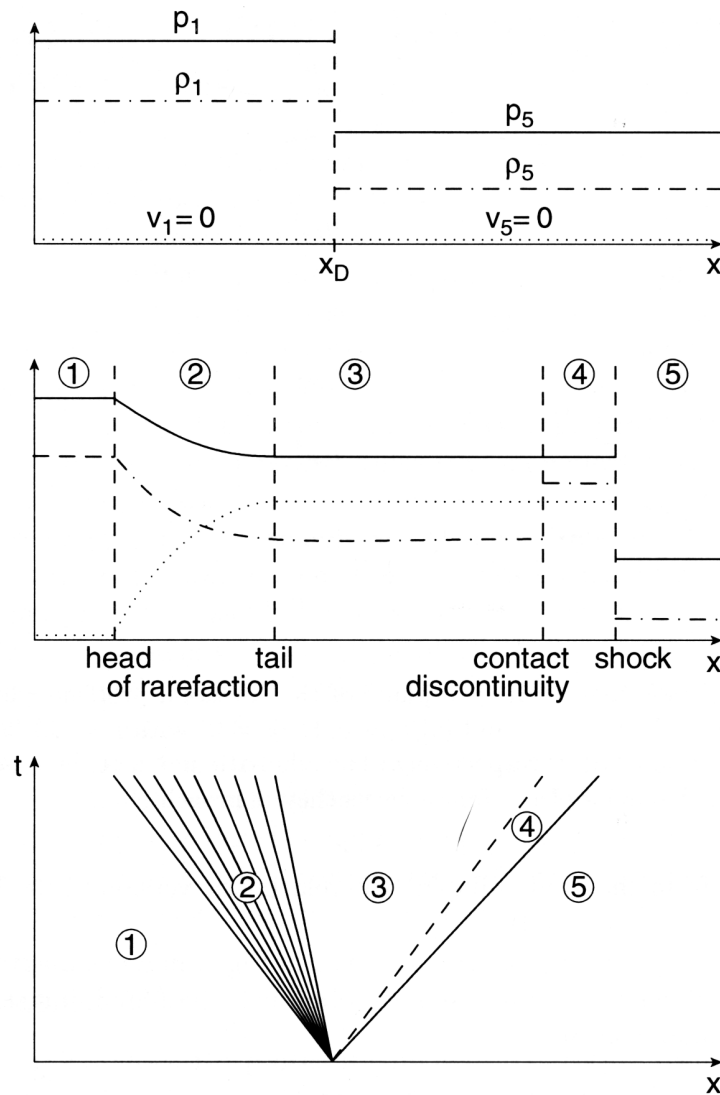 p₁
ρ₁
p₅
ρ₅
v₁= 0 v₅= 0
x_D x
① ② ③ ④ ⑤
head tail contact shock x
of rarefaction discontinuity
t
④
② ③ ⑤
①
x